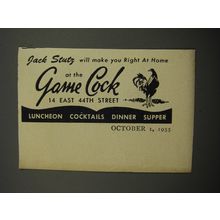 Jack Stutz will make you Right At Home
at the
Game Cock
14 EAST 44TH STREET
LUNCHEON COCKTAILS DINNER SUPPER
OCTOBER 1, 1955